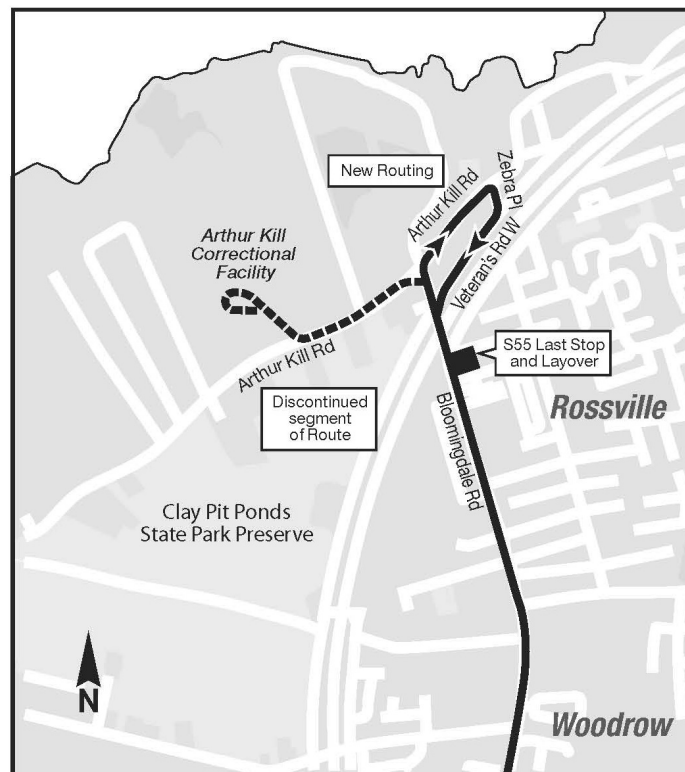 New Routing
Arthur Kill Rd
Zebra Pl
Veteran's Rd W
Arthur Kill
Correctional
Facility
Arthur Kill Rd
S55 Last Stop
and Layover
Discontinued
segment
of Route
Bloomingdale Rd
Rossville
Clay Pit Ponds
State Park Preserve
N
Woodrow